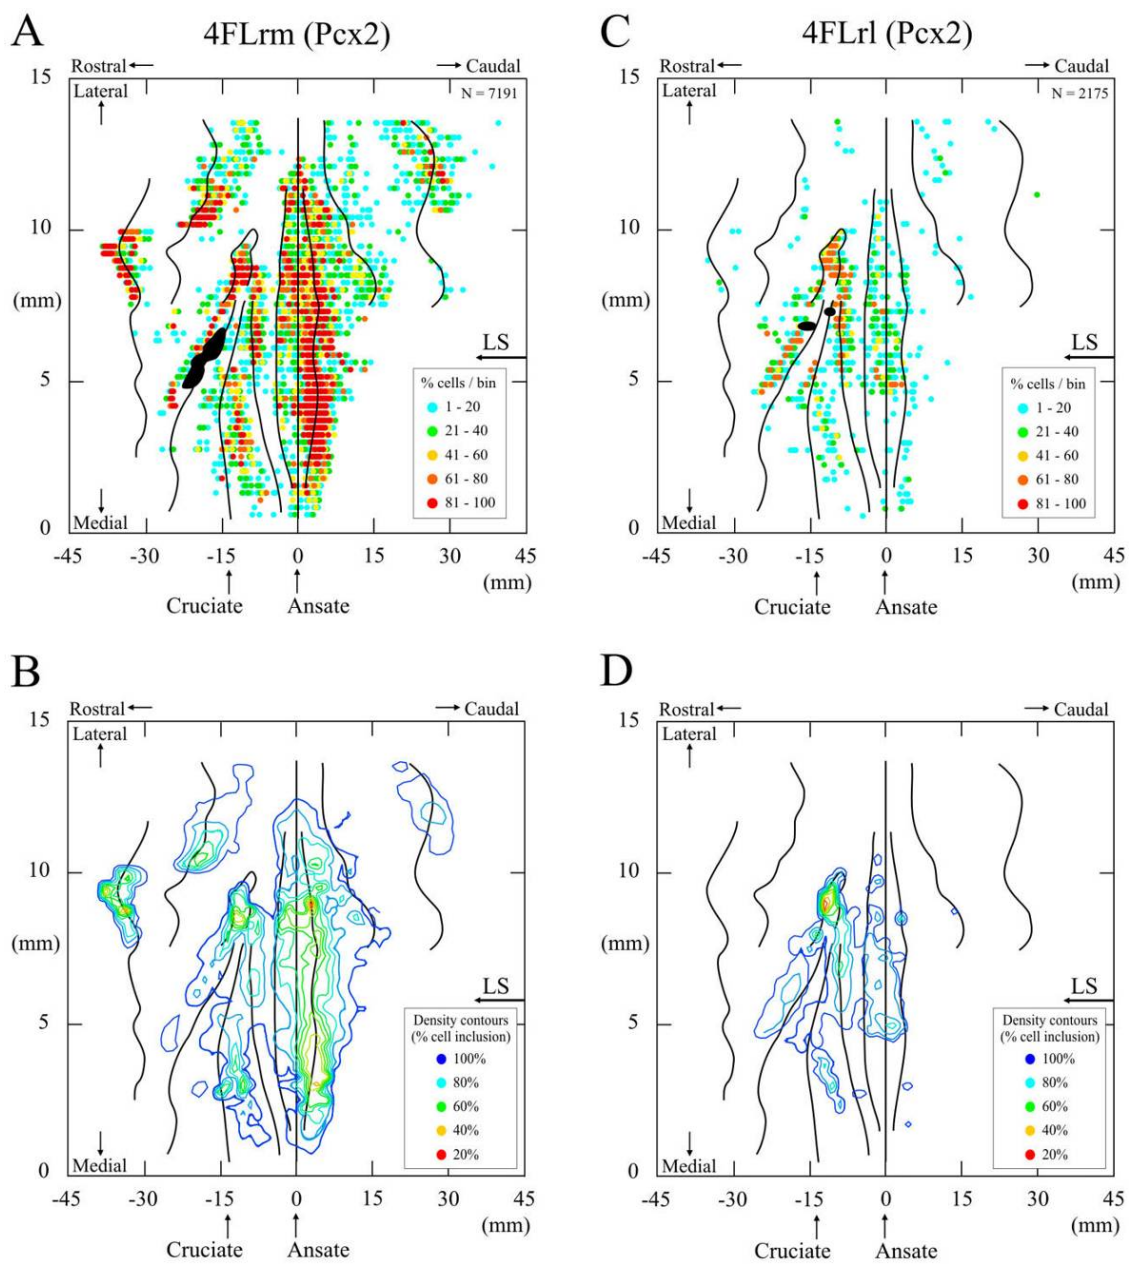 A
4FLrm (Pcx2)
Rostral
Caudal
15
Lateral
N = 7191
10
(mm)
LS
5
% cells / bin
1 - 20
21 - 40
41 - 60
61 - 80
81 - 100
0
Medial
-45
-30
-15
0
15
30
45
(mm)
Cruciate
Ansate
C
4FLrl (Pcx2)
Rostral
Caudal
15
Lateral
N = 2175
10
(mm)
LS
5
% cells / bin
1 - 20
21 - 40
41 - 60
61 - 80
81 - 100
0
Medial
-45
-30
-15
0
15
30
45
(mm)
Cruciate
Ansate
B
Rostral
Caudal
15
Lateral
10
(mm)
LS
5
Density contours
(% cell inclusion)
100%
80%
60%
40%
20%
0
Medial
-45
-30
-15
0
15
30
45
(mm)
Cruciate
Ansate
D
Rostral
Caudal
15
Lateral
10
(mm)
LS
5
Density contours
(% cell inclusion)
100%
80%
60%
40%
20%
0
Medial
-45
-30
-15
0
15
30
45
(mm)
Cruciate
Ansate